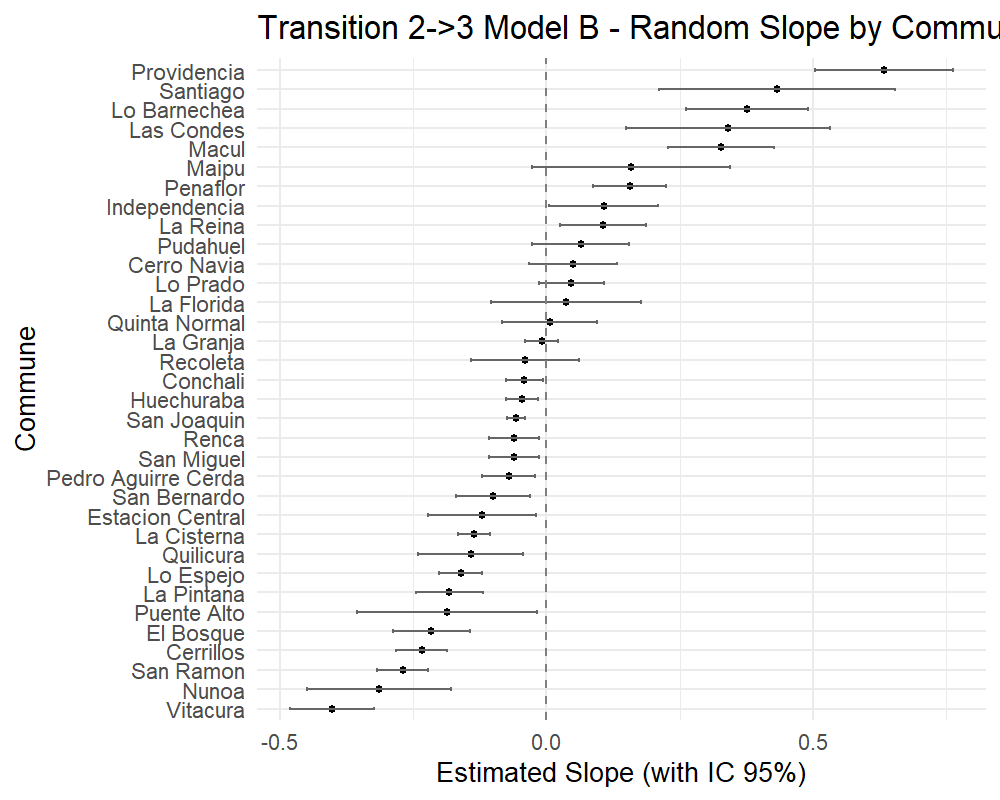 Transition 2->3 Model B - Random Slope by Commu
Providencia
Santiago
Lo Barnechea
Las Condes
Macul
Maipu
Penaflor
Independencia
La Reina
Pudahuel
Cerro Navia
Lo Prado
La Florida
Quinta Normal
La Granja
Recoleta
Conchali
Huechuraba
San Joaquin
Renca
San Miguel
Pedro Aguirre Cerda
San Bernardo
Estacion Central
La Cisterna
Quilicura
Lo Espejo
La Pintana
Puente Alto
El Bosque
Cerrillos
San Ramon
Nunoa
Vitacura
Commune
-0.5 0.0 0.5
Estimated Slope (with IC 95%)